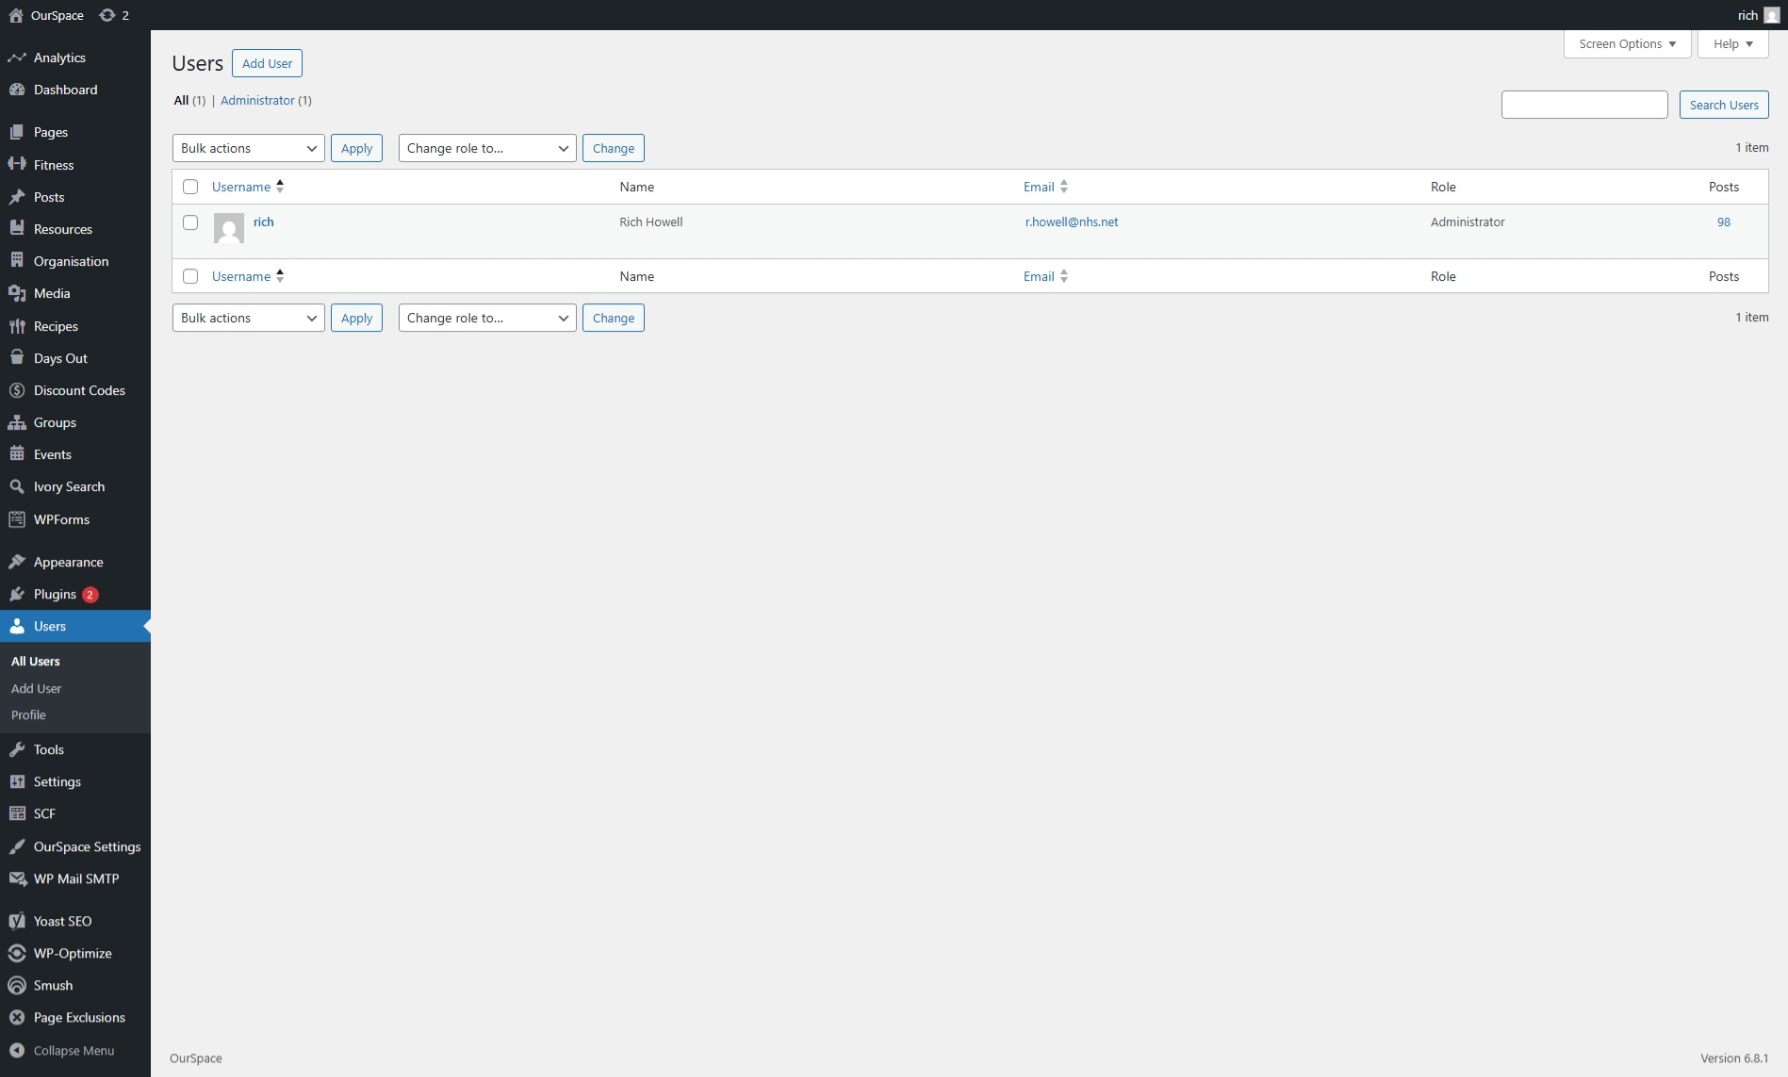 OurSpace 2 rich
Screen Options Help
Analytics
Dashboard
Pages
Fitness
Posts
Resources
Organisation
Media
Recipes
Days Out
Discount Codes
Groups
Events
Ivory Search
WPForms
Appearance
Plugins 2
Users
All Users
Add User
Profile
Tools
Settings
SCF
OurSpace Settings
WP Mail SMTP
Yoast SEO
WP-Optimize
Smush
Page Exclusions
Collapse Menu
Users Add User
All (1) | Administrator (1)
Search Users
Bulk actions Apply Change role to... Change 1 item
Username Name Email Role Posts
rich Rich Howell r.howell@nhs.net Administrator 98
Username Name Email Role Posts
Bulk actions Apply Change role to... Change 1 item
OurSpace Version 6.8.1